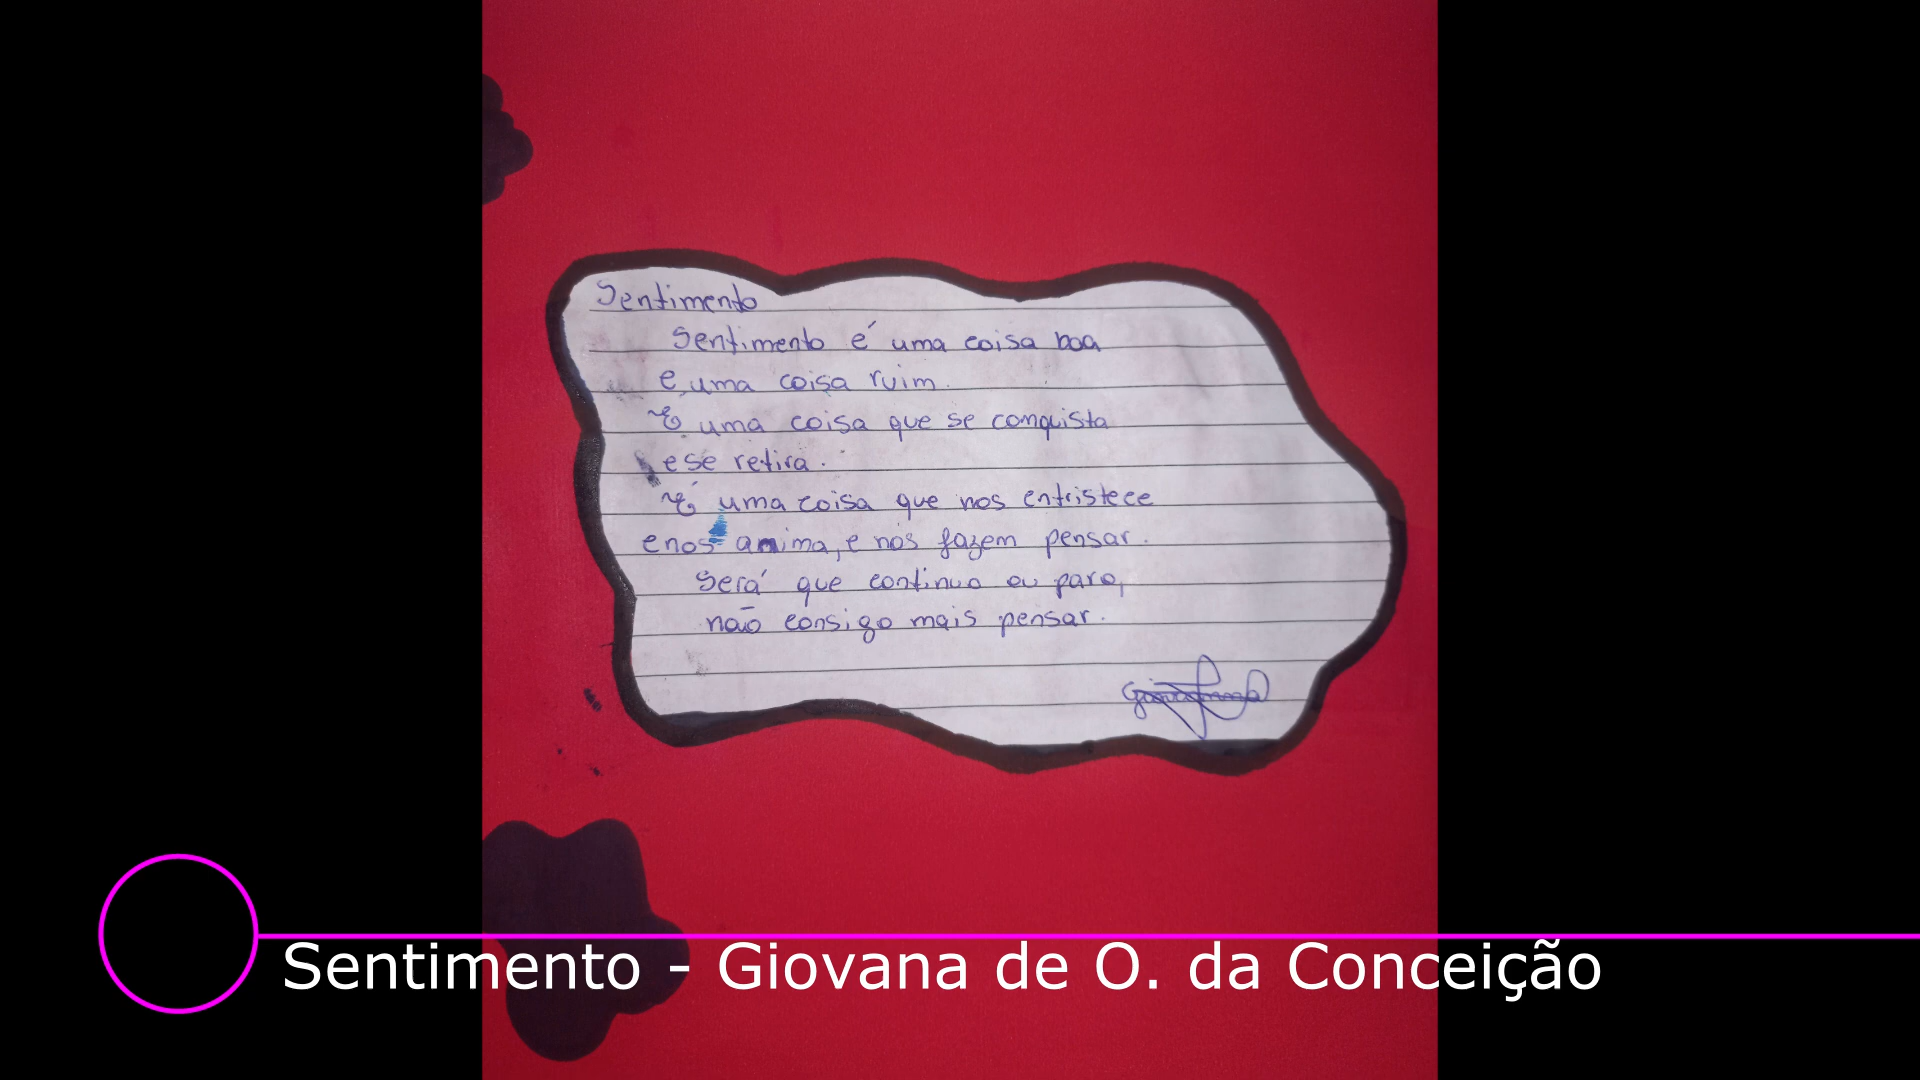 Sentimento
Sentimento é uma coisa boa
e uma coisa ruim.
É uma coisa que se conquista
e se retira.
É uma coisa que nos entristece
e nos anima, e nos fazem pensar.
Será que continuo ou paro,
não consigo mais pensar.
Sentimento - Giovana de O. da Conceição